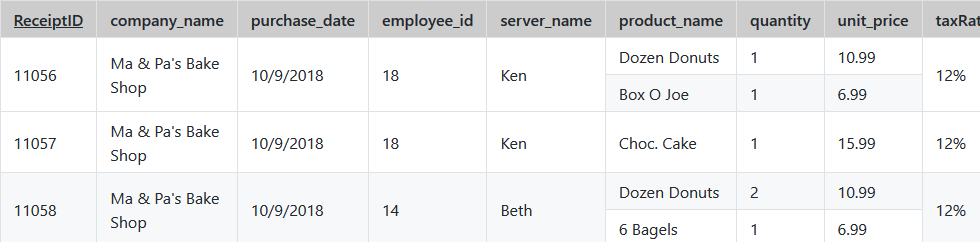 ReceiptID company_name purchase_date employee_id server_name product_name quantity unit_price taxRat
11056 Ma & Pa's Bake Shop 10/9/2018 18 Ken Dozen Donuts 1 10.99 12%
Box O Joe 1 6.99
11057 Ma & Pa's Bake Shop 10/9/2018 18 Ken Choc. Cake 1 15.99 12%
11058 Ma & Pa's Bake Shop 10/9/2018 14 Beth Dozen Donuts 2 10.99 12%
6 Bagels 1 6.99